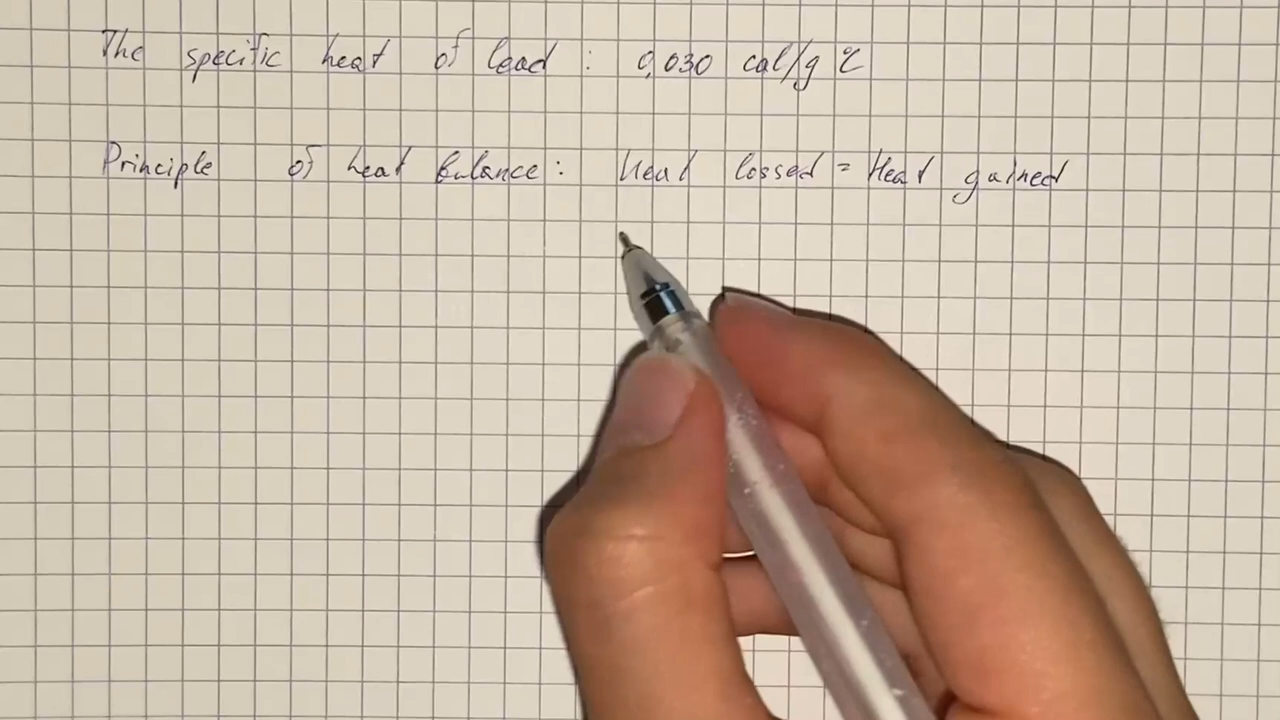 The specific heat of lead : 0,030 cal/g °C
Principle of heat balance : Heat lossed = Heat gained